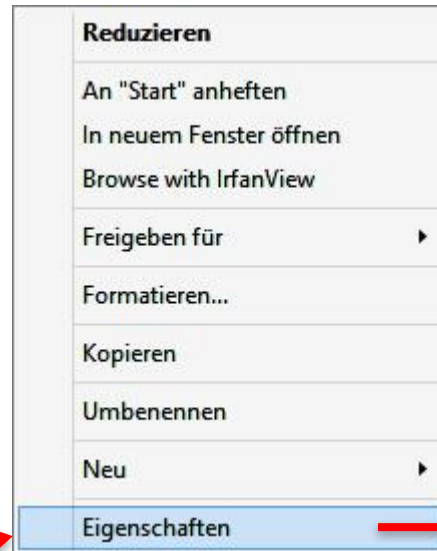 Reduzieren
An "Start" anheften
In neuem Fenster öffnen
Browse with IrfanView
Freigeben für
Formatieren...
Kopieren
Umbenennen
Neu
Eigenschaften